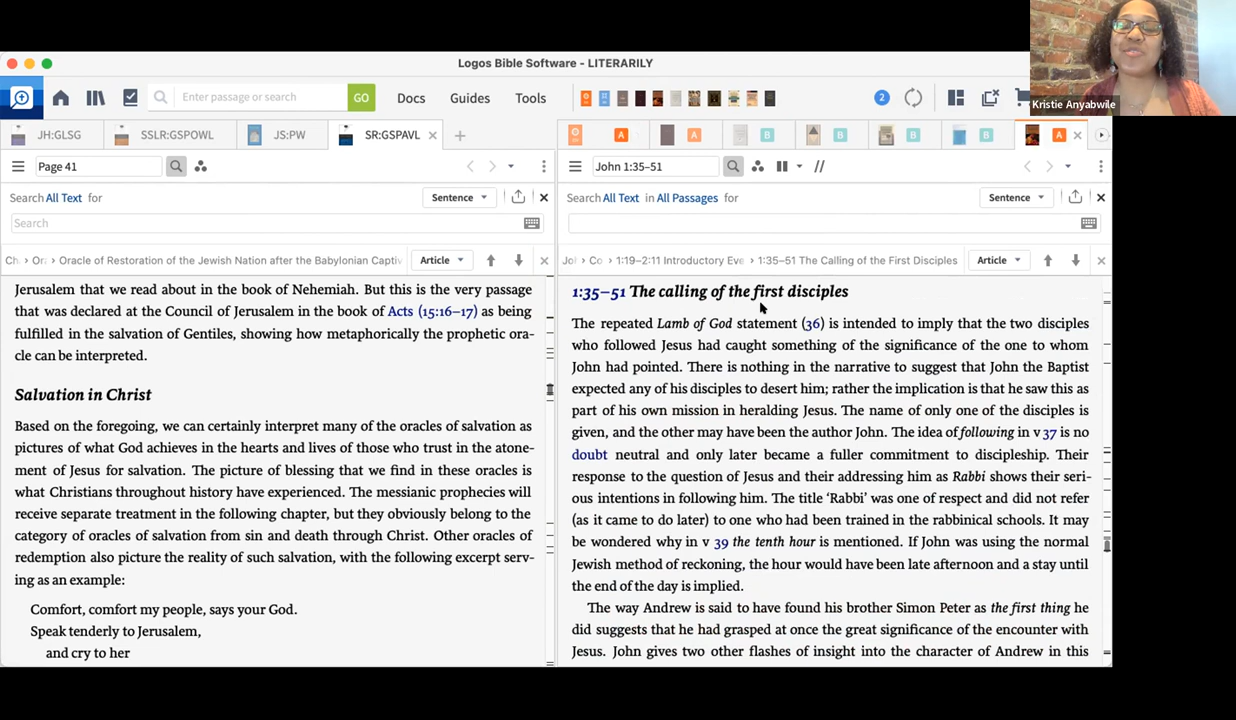 Kristie Anyabwile
Logos Bible Software - LITERARILY
Enter passage or search
GO
Docs
Guides
Tools
2
JH:GLSG
SSLR:GSPOWL
JS:PW
SR:GSPAVL
A
A
B
B
B
B
A
Page 41
Search All Text for
Sentence
Search
Ch. › Or › Oracle of Restoration of the Jewish Nation after the Babylonian Captiv
Article
Jerusalem that we read about in the book of Nehemiah. But this is the very passage
that was declared at the Council of Jerusalem in the book of Acts (15:16–17) as being
fulfilled in the salvation of Gentiles, showing how metaphorically the prophetic ora-
cle can be interpreted.
Salvation in Christ
Based on the foregoing, we can certainly interpret many of the oracles of salvation as
pictures of what God achieves in the hearts and lives of those who trust in the atone-
ment of Jesus for salvation. The picture of blessing that we find in these oracles is
what Christians throughout history have experienced. The messianic prophecies will
receive separate treatment in the following chapter, but they obviously belong to the
category of oracles of salvation from sin and death through Christ. Other oracles of
redemption also picture the reality of such salvation, with the following excerpt serv-
ing as an example:
Comfort, comfort my people, says your God.
Speak tenderly to Jerusalem,
and cry to her
John 1:35–51
//
Search All Text in All Passages for
Sentence
Jo › Co › 1:19–2:11 Introductory Eve › 1:35–51 The Calling of the First Disciples
Article
1:35–51 The calling of the first disciples
The repeated Lamb of God statement (36) is intended to imply that the two disciples
who followed Jesus had caught something of the significance of the one to whom
John had pointed. There is nothing in the narrative to suggest that John the Baptist
expected any of his disciples to desert him; rather the implication is that he saw this as
part of his own mission in heralding Jesus. The name of only one of the disciples is
given, and the other may have been the author John. The idea of following in v 37 is no
doubt neutral and only later became a fuller commitment to discipleship. Their
response to the question of Jesus and their addressing him as Rabbi shows their seri-
ous intentions in following him. The title ‘Rabbi’ was one of respect and did not refer
(as it came to do later) to one who had been trained in the rabbinical schools. It may
be wondered why in v 39 the tenth hour is mentioned. If John was using the normal
Jewish method of reckoning, the hour would have been late afternoon and a stay until
the end of the day is implied.
The way Andrew is said to have found his brother Simon Peter as the first thing he
did suggests that he had grasped at once the great significance of the encounter with
Jesus. John gives two other flashes of insight into the character of Andrew in this